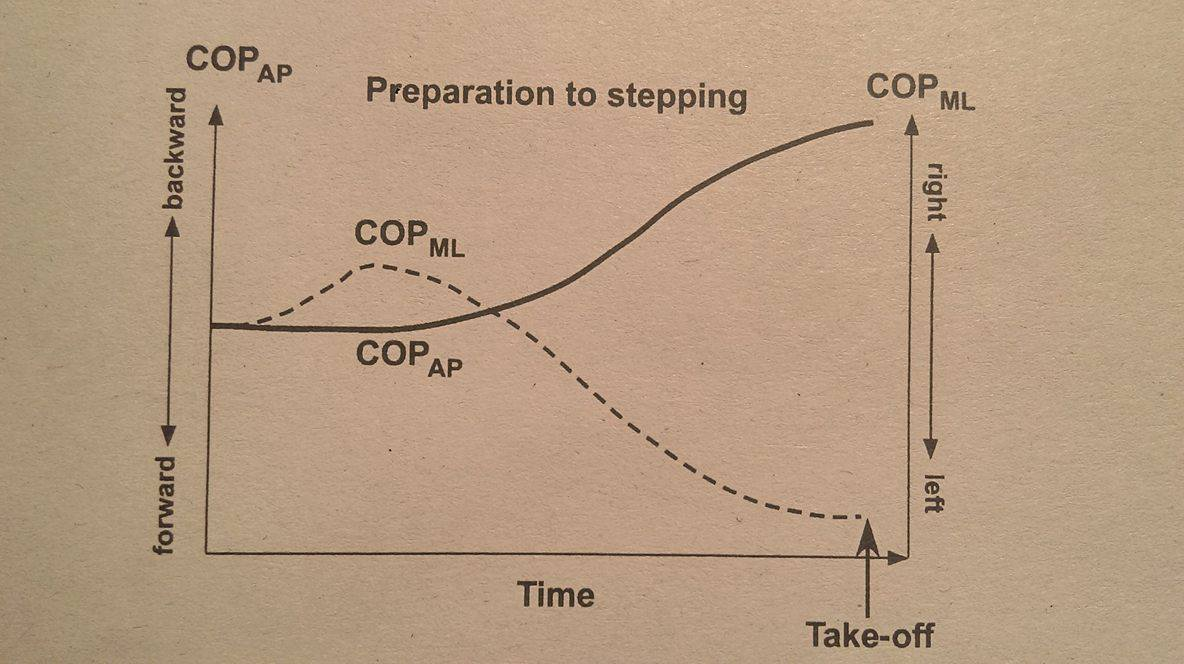 COPAP
Preparation to stepping
COPML
backward
forward
COPML
COPAP
right
left
Time
Take-off